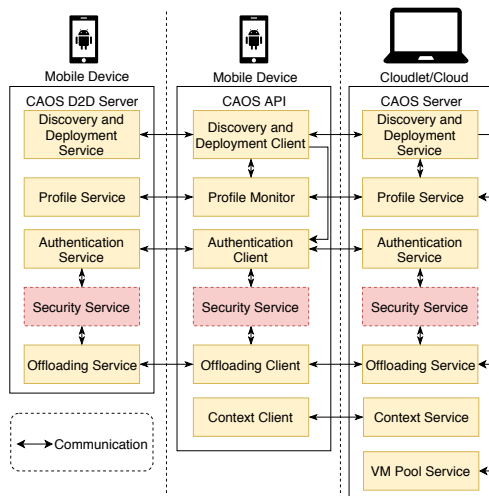 Mobile Device
Mobile Device
Cloudlet/Cloud
CAOS D2D Server
Discovery and
Deployment
Service
Profile Service
Authentication
Service
Security Service
Offloading Service
Communication
CAOS API
Discovery and
Deployment Client
Profile Monitor
Authentication
Client
Security Service
Offloading Client
Context Client
CAOS Server
Discovery and
Deployment
Service
Profile Service
Authentication
Service
Security Service
Offloading Service
Context Service
VM Pool Service